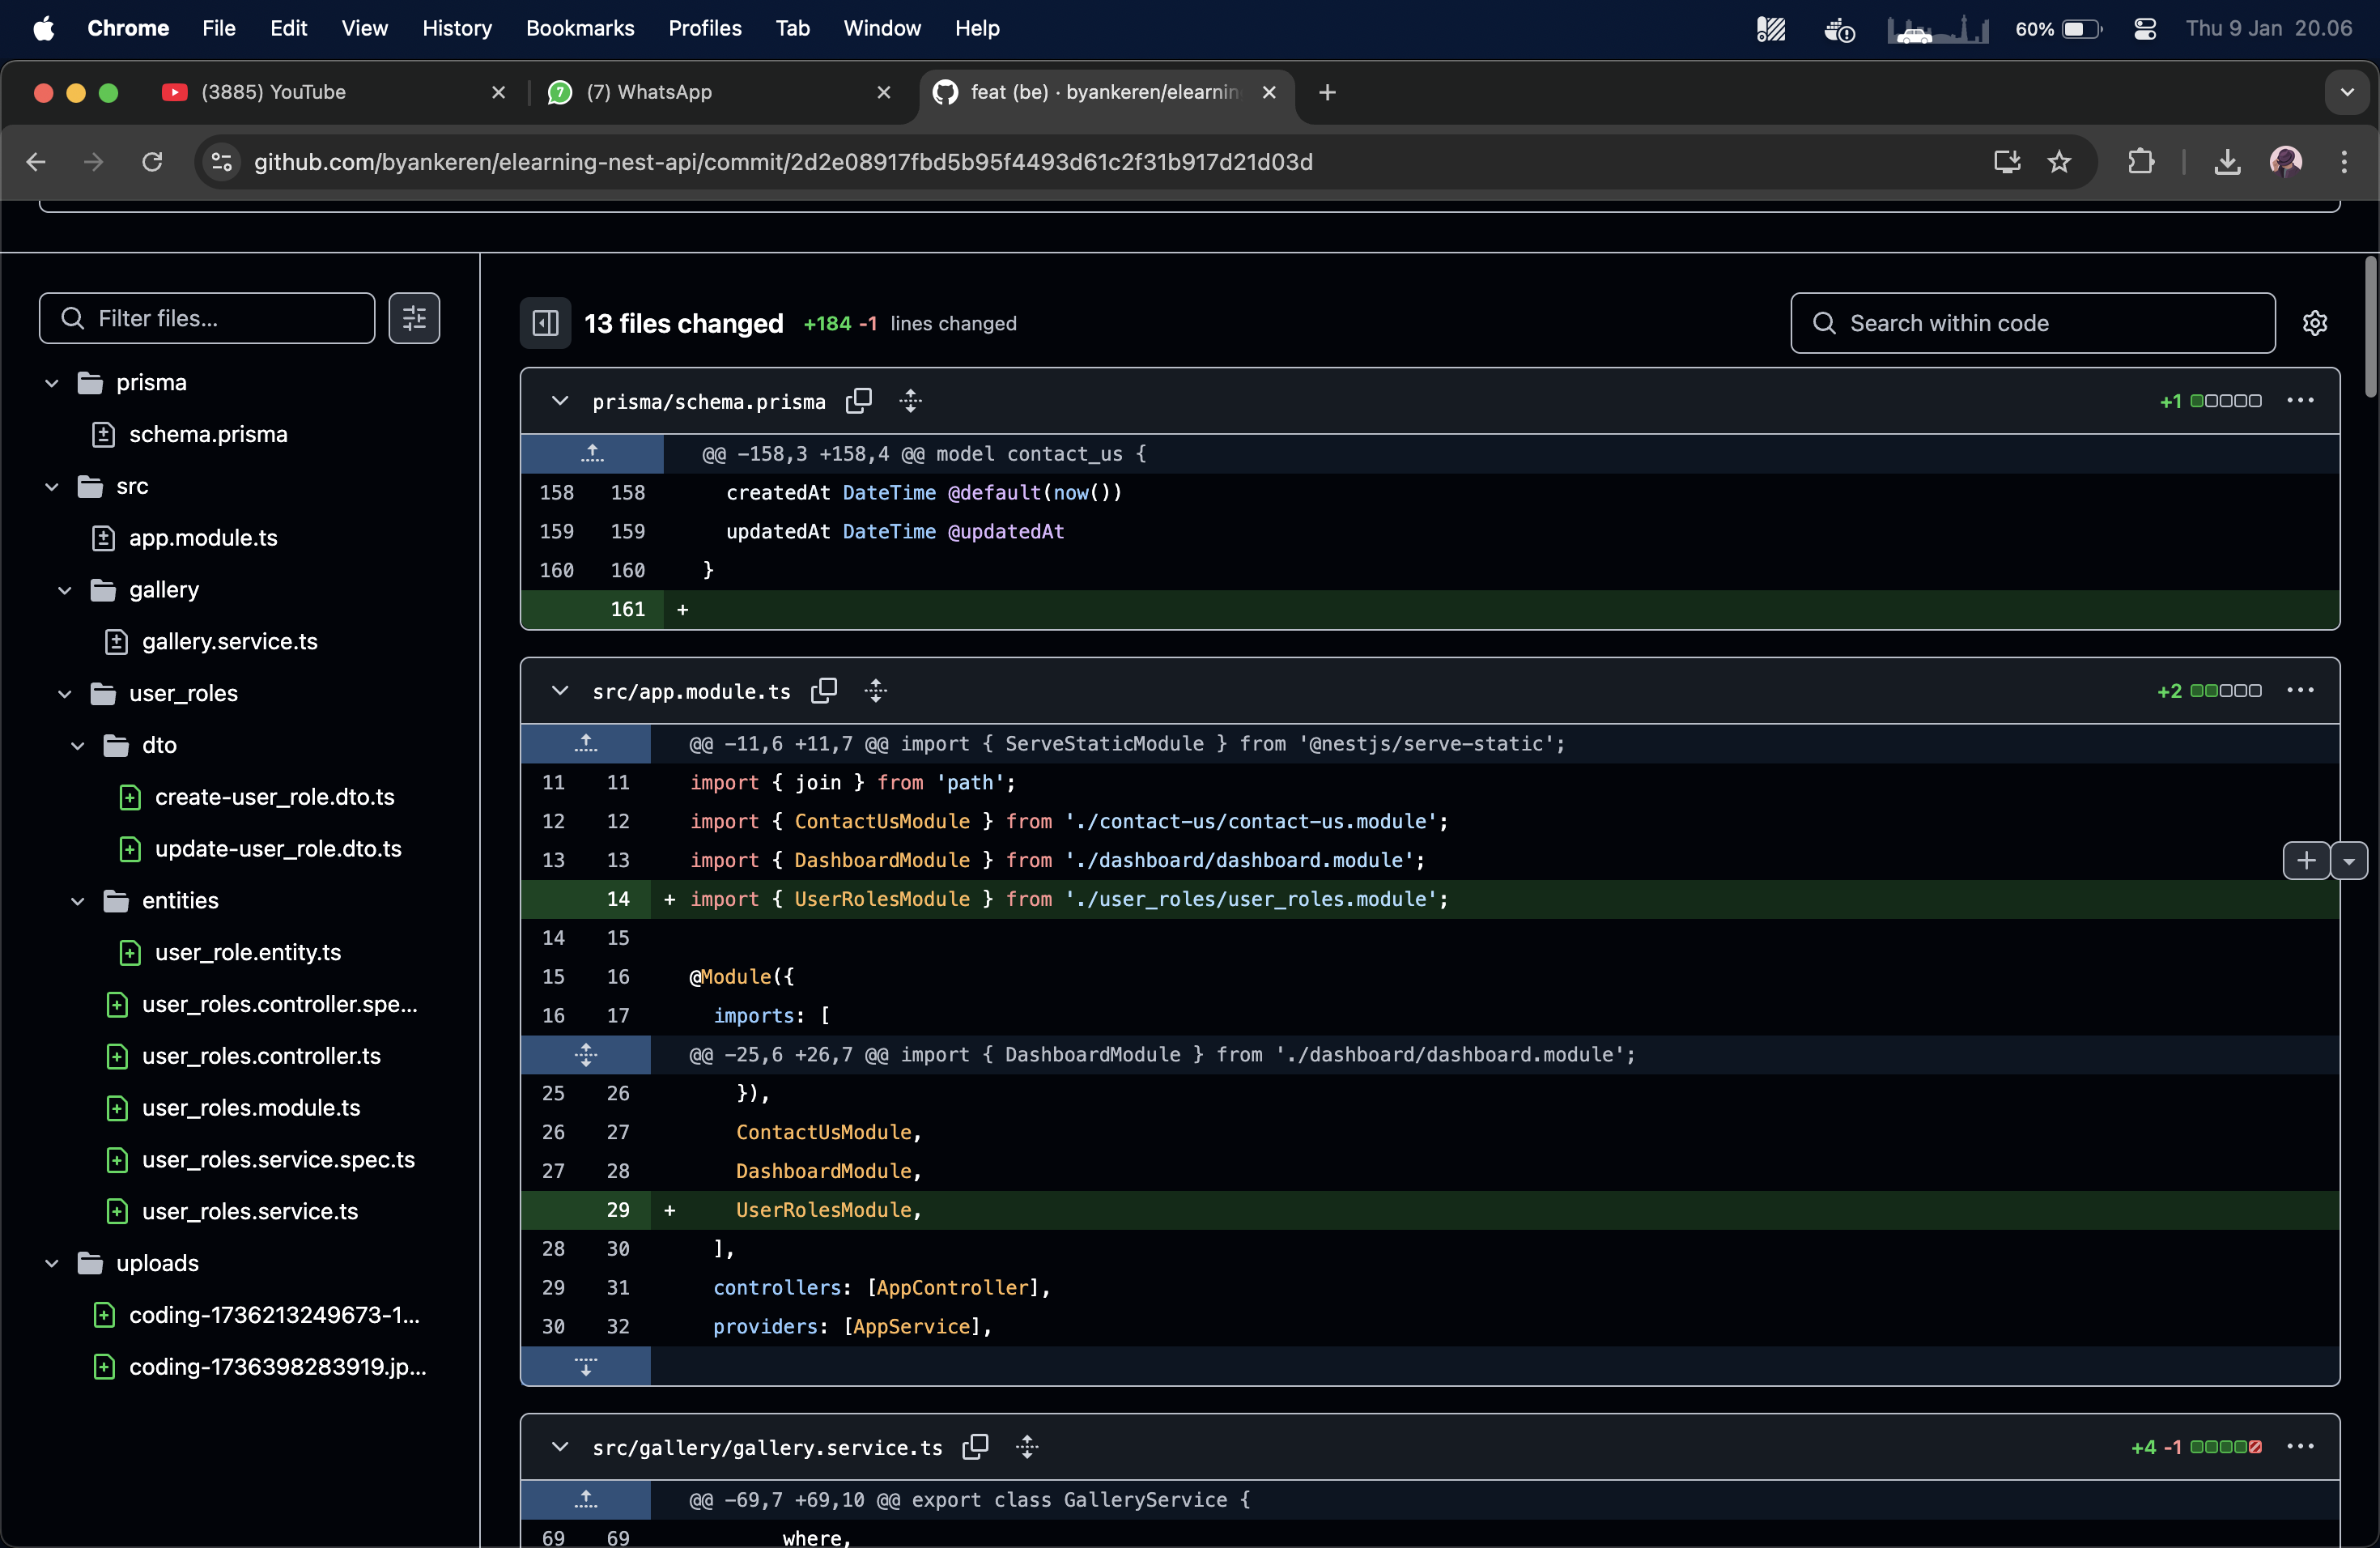 Chrome File Edit View History Bookmarks Profiles Tab Window Help 60% Thu 9 Jan 20.06
(3885) YouTube 7 (7) WhatsApp feat (be) · byankeren/elearnin
github.com/byankeren/elearning-nest-api/commit/2d2e08917fbd5b95f4493d61c2f31b917d21d03d
Filter files...
prisma
schema.prisma
src
app.module.ts
gallery
gallery.service.ts
user_roles
dto
create-user_role.dto.ts
update-user_role.dto.ts
entities
user_role.entity.ts
user_roles.controller.spe...
user_roles.controller.ts
user_roles.module.ts
user_roles.service.spec.ts
user_roles.service.ts
uploads
coding-1736213249673-1...
coding-1736398283919.jp...
13 files changed +184 -1 lines changed
Search within code
prisma/schema.prisma +1
@@ -158,3 +158,4 @@ model contact_us {
158 158 createdAt DateTime @default(now())
159 159 updatedAt DateTime @updatedAt
160 160 }
161 +
src/app.module.ts +2
@@ -11,6 +11,7 @@ import { ServeStaticModule } from '@nestjs/serve-static';
11 11 import { join } from 'path';
12 12 import { ContactUsModule } from './contact-us/contact-us.module';
13 13 import { DashboardModule } from './dashboard/dashboard.module';
14 + import { UserRolesModule } from './user_roles/user_roles.module';
14 15
15 16 @Module({
16 17 imports: [
@@ -25,6 +26,7 @@ import { DashboardModule } from './dashboard/dashboard.module';
25 26 }),
26 27 ContactUsModule,
27 28 DashboardModule,
29 + UserRolesModule,
28 30 ],
29 31 controllers: [AppController],
30 32 providers: [AppService],
src/gallery/gallery.service.ts +4 -1
@@ -69,7 +69,10 @@ export class GalleryService {
69 69 where,